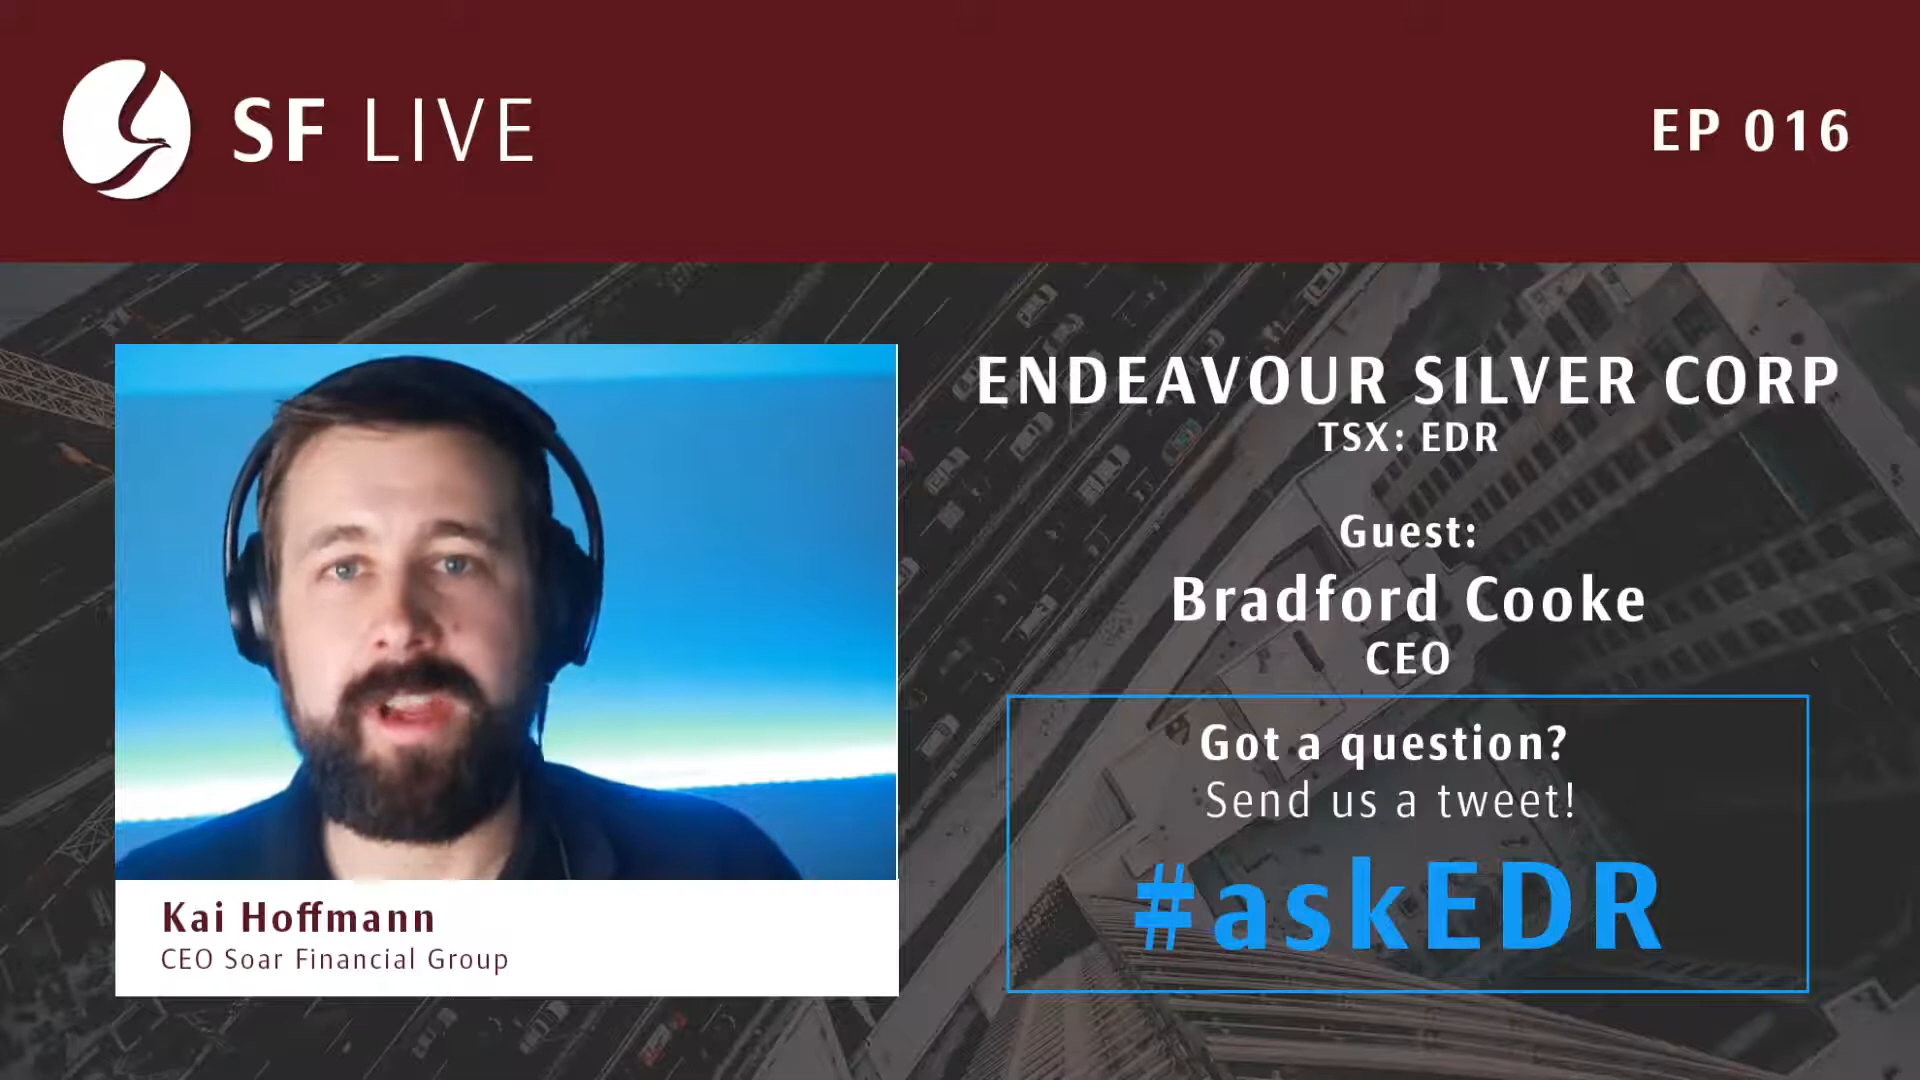 SF LIVE
EP 016
ENDEAVOUR SILVER CORP
TSX: EDR
Guest:
Bradford Cooke
CEO
Got a question?
Send us a tweet!
#askEDR
Kai Hoffmann
CEO Soar Financial Group